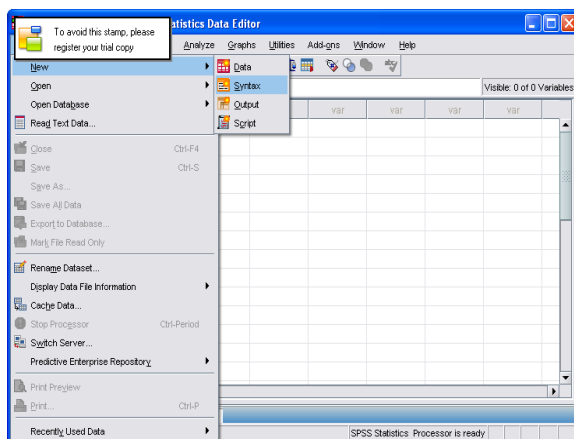 To avoid this stamp, please
register your trial copy
tatistics Data Editor
Analyze Graphs Utilities Add-ons Window Help
New
Data
Open
Syntax
Visible: 0 of 0 Variables
Open Database
Output
var var var var
Read Text Data...
Script
Close Ctrl-F4
Save Ctrl-S
Save As...
Save All Data
Export to Database...
Mark File Read Only
Rename Dataset...
Display Data File Information
Cache Data...
Stop Processor Ctrl-Period
Switch Server...
Predictive Enterprise Repository
Print Preview
Print... Ctrl-P
Recently Used Data
SPSS Statistics Processor is ready